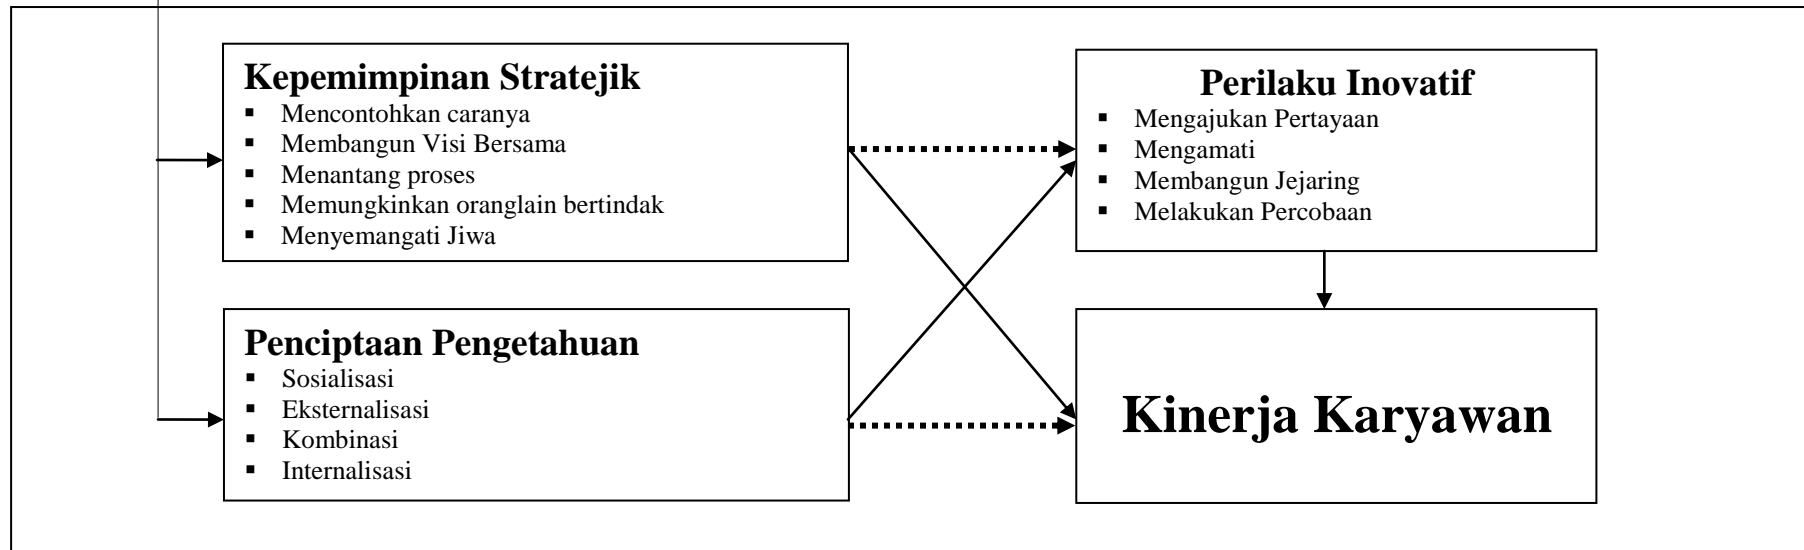 Kepemimpinan Stratejik
▪ Mencontohkan caranya
▪ Membangun Visi Bersama
▪ Menantang proses
▪ Memungkinkan oranglain bertindak
▪ Menyemangati Jiwa
Perilaku Inovatif
▪ Mengajukan Pertayaan
▪ Mengamati
▪ Membangun Jejaring
▪ Melakukan Percobaan
Penciptaan Pengetahuan
▪ Sosialisasi
▪ Eksternalisasi
▪ Kombinasi
▪ Internalisasi
Kinerja Karyawan